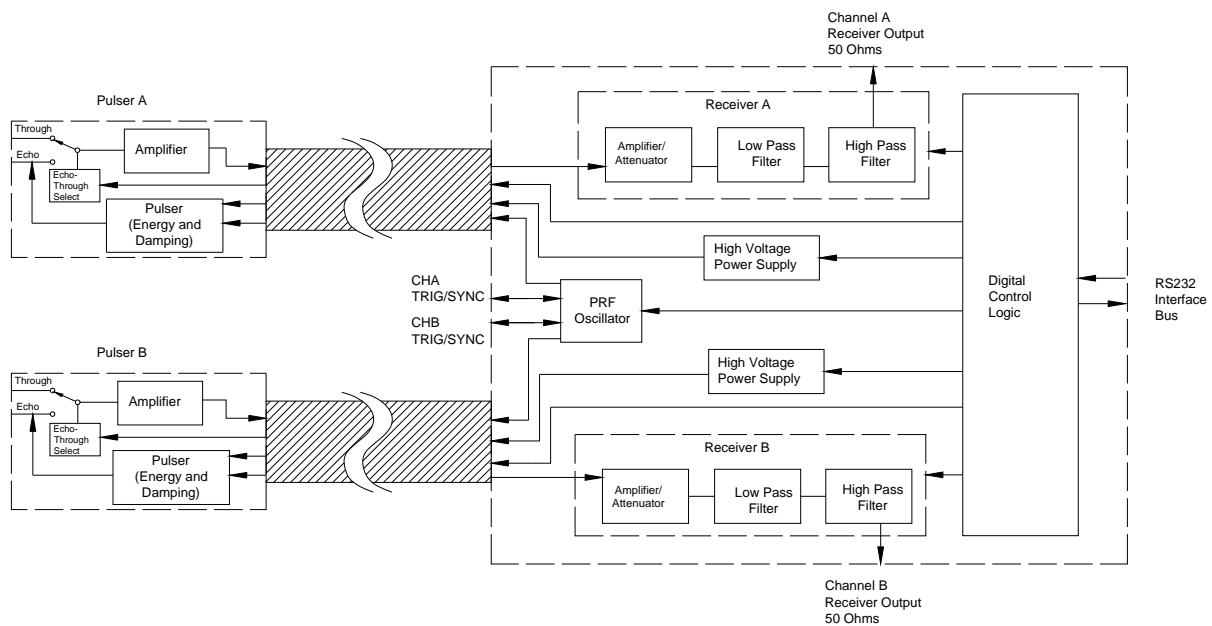 Channel A
Receiver Output
50 Ohms
Pulser A
Through
Echo
Amplifier
Echo-
Through
Select
Pulser
(Energy and
Damping)
Receiver A
Amplifier/
Attenuator
Low Pass
Filter
High Pass
Filter
High Voltage
Power Supply
CHA
TRIG/SYNC
CHB
TRIG/SYNC
PRF
Oscillator
Digital
Control
Logic
RS232
Interface
Bus
High Voltage
Power Supply
Pulser B
Through
Echo
Amplifier
Echo-
Through
Select
Pulser
(Energy and
Damping)
Receiver B
Amplifier/
Attenuator
Low Pass
Filter
High Pass
Filter
Channel B
Receiver Output
50 Ohms